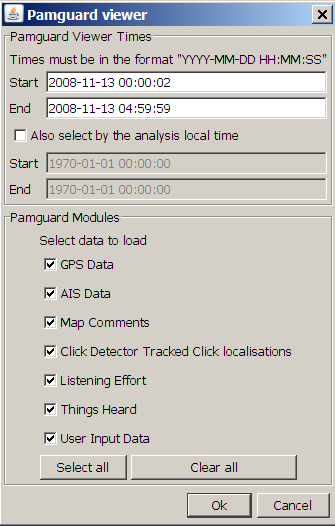 Pamguard viewer
Pamguard Viewer Times
Times must be in the format "YYYY-MM-DD HH:MM:SS"
Start 2008-11-13 00:00:02
End 2008-11-13 04:59:59
Also select by the analysis local time
Start 1970-01-01 00:00:00
End 1970-01-01 00:00:00
Pamguard Modules
Select data to load
GPS Data
AIS Data
Map Comments
Click Detector Tracked Click localisations
Listening Effort
Things Heard
User Input Data
Select all Clear all
Ok Cancel